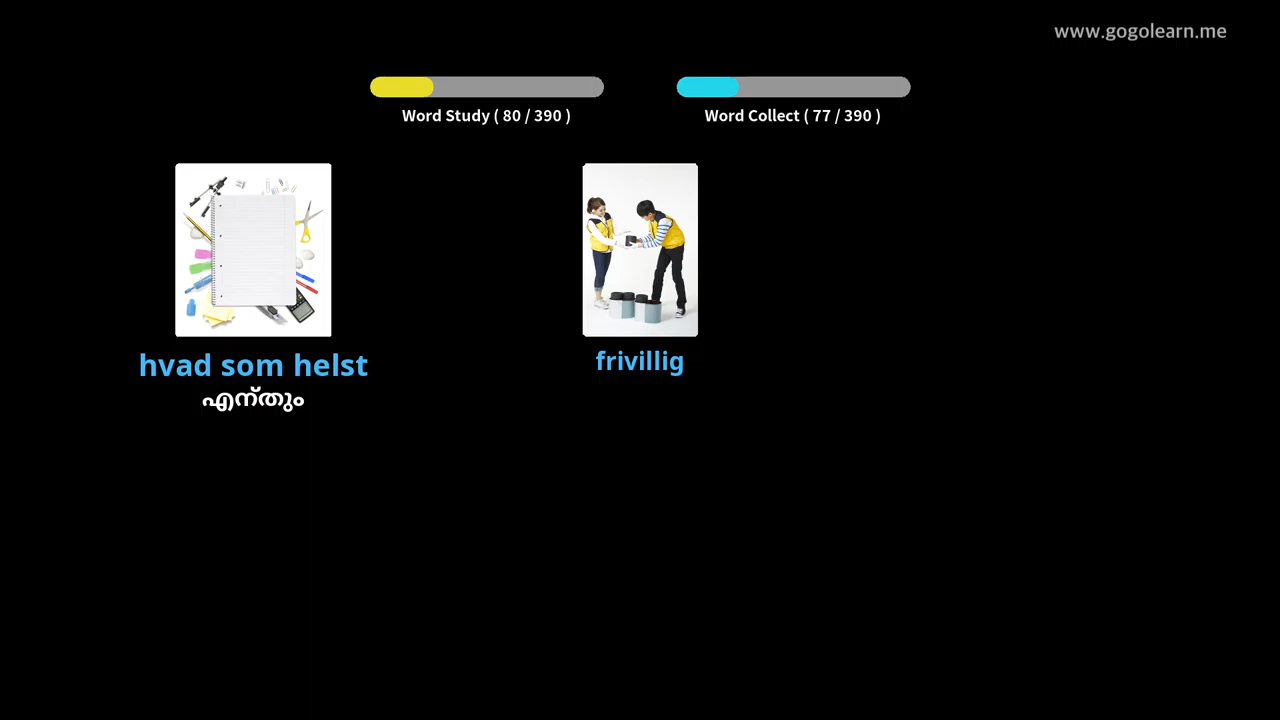 www.gogolearn.me
Word Study ( 80 / 390 )
Word Collect ( 77 / 390 )
hvad som helst
എന്തും
frivillig